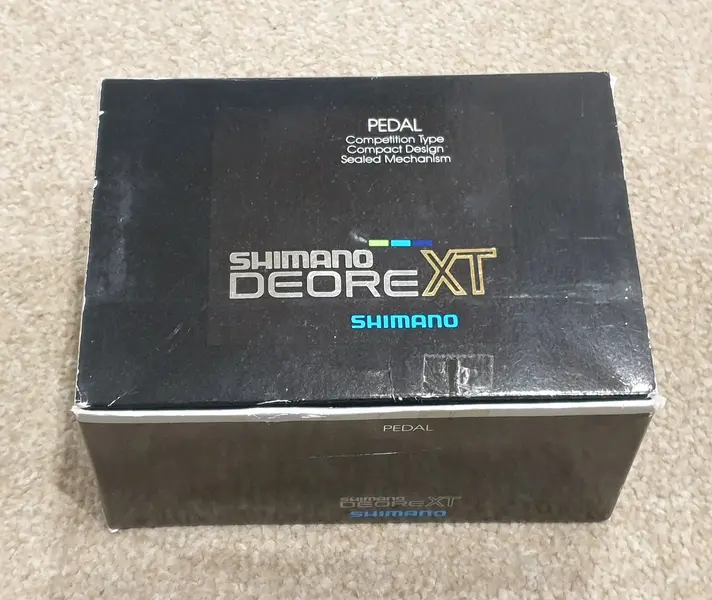 PEDAL
Competition Type
Compact Design
Sealed Mechanism
SHIMANO
DEORE XT
SHIMANO
PEDAL
SHIMANO
DEORE XT
SHIMANO